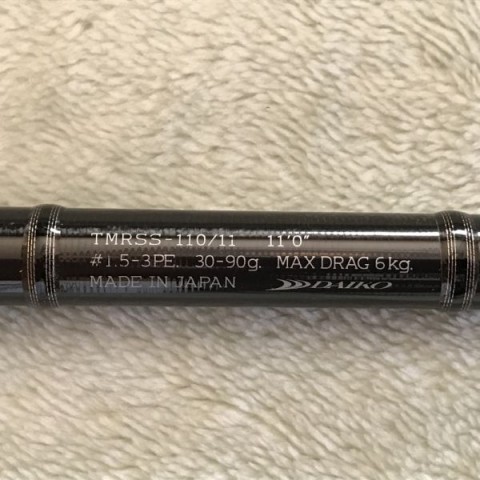 TMRSS-110/11 11'0"
#1.5-3PE. 30-90g. MAX DRAG 6kg.
MADE IN JAPAN DAIKO